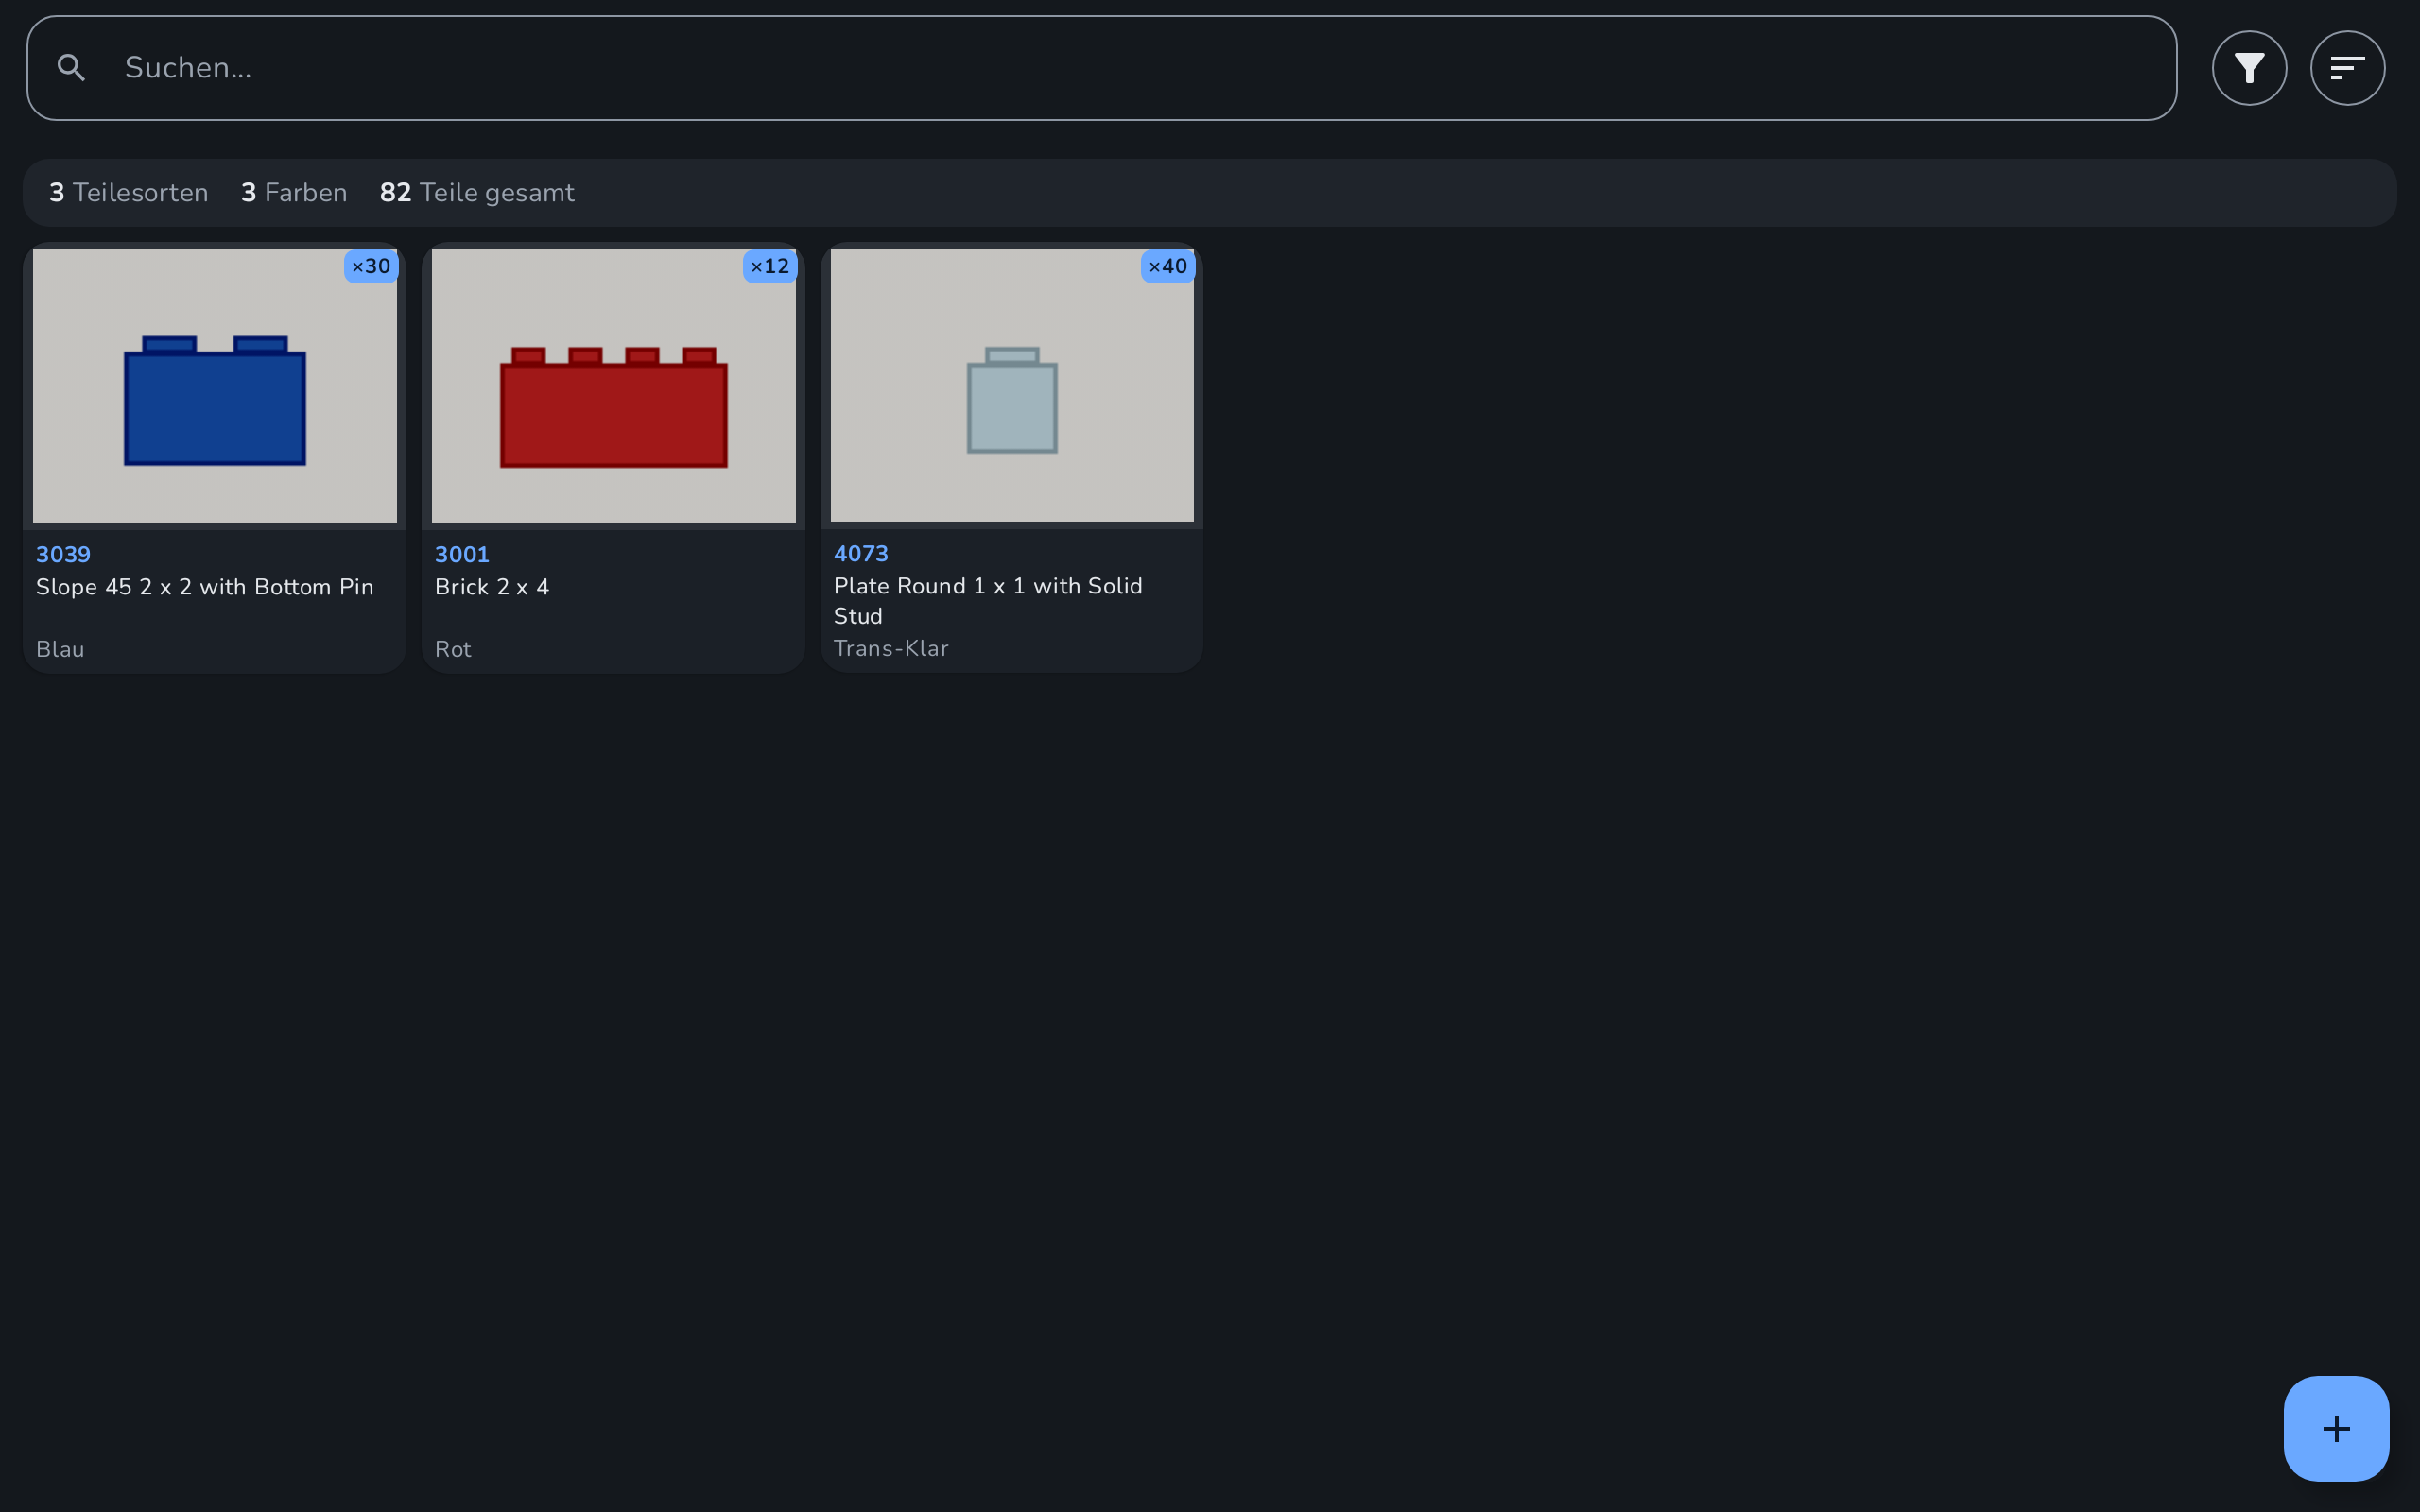 Suchen...
3 Teilesorten 3 Farben 82 Teile gesamt
×30
3039
Slope 45 2 x 2 with Bottom Pin
Blau
×12
3001
Brick 2 x 4
Rot
×40
4073
Plate Round 1 x 1 with Solid
Stud
Trans-Klar